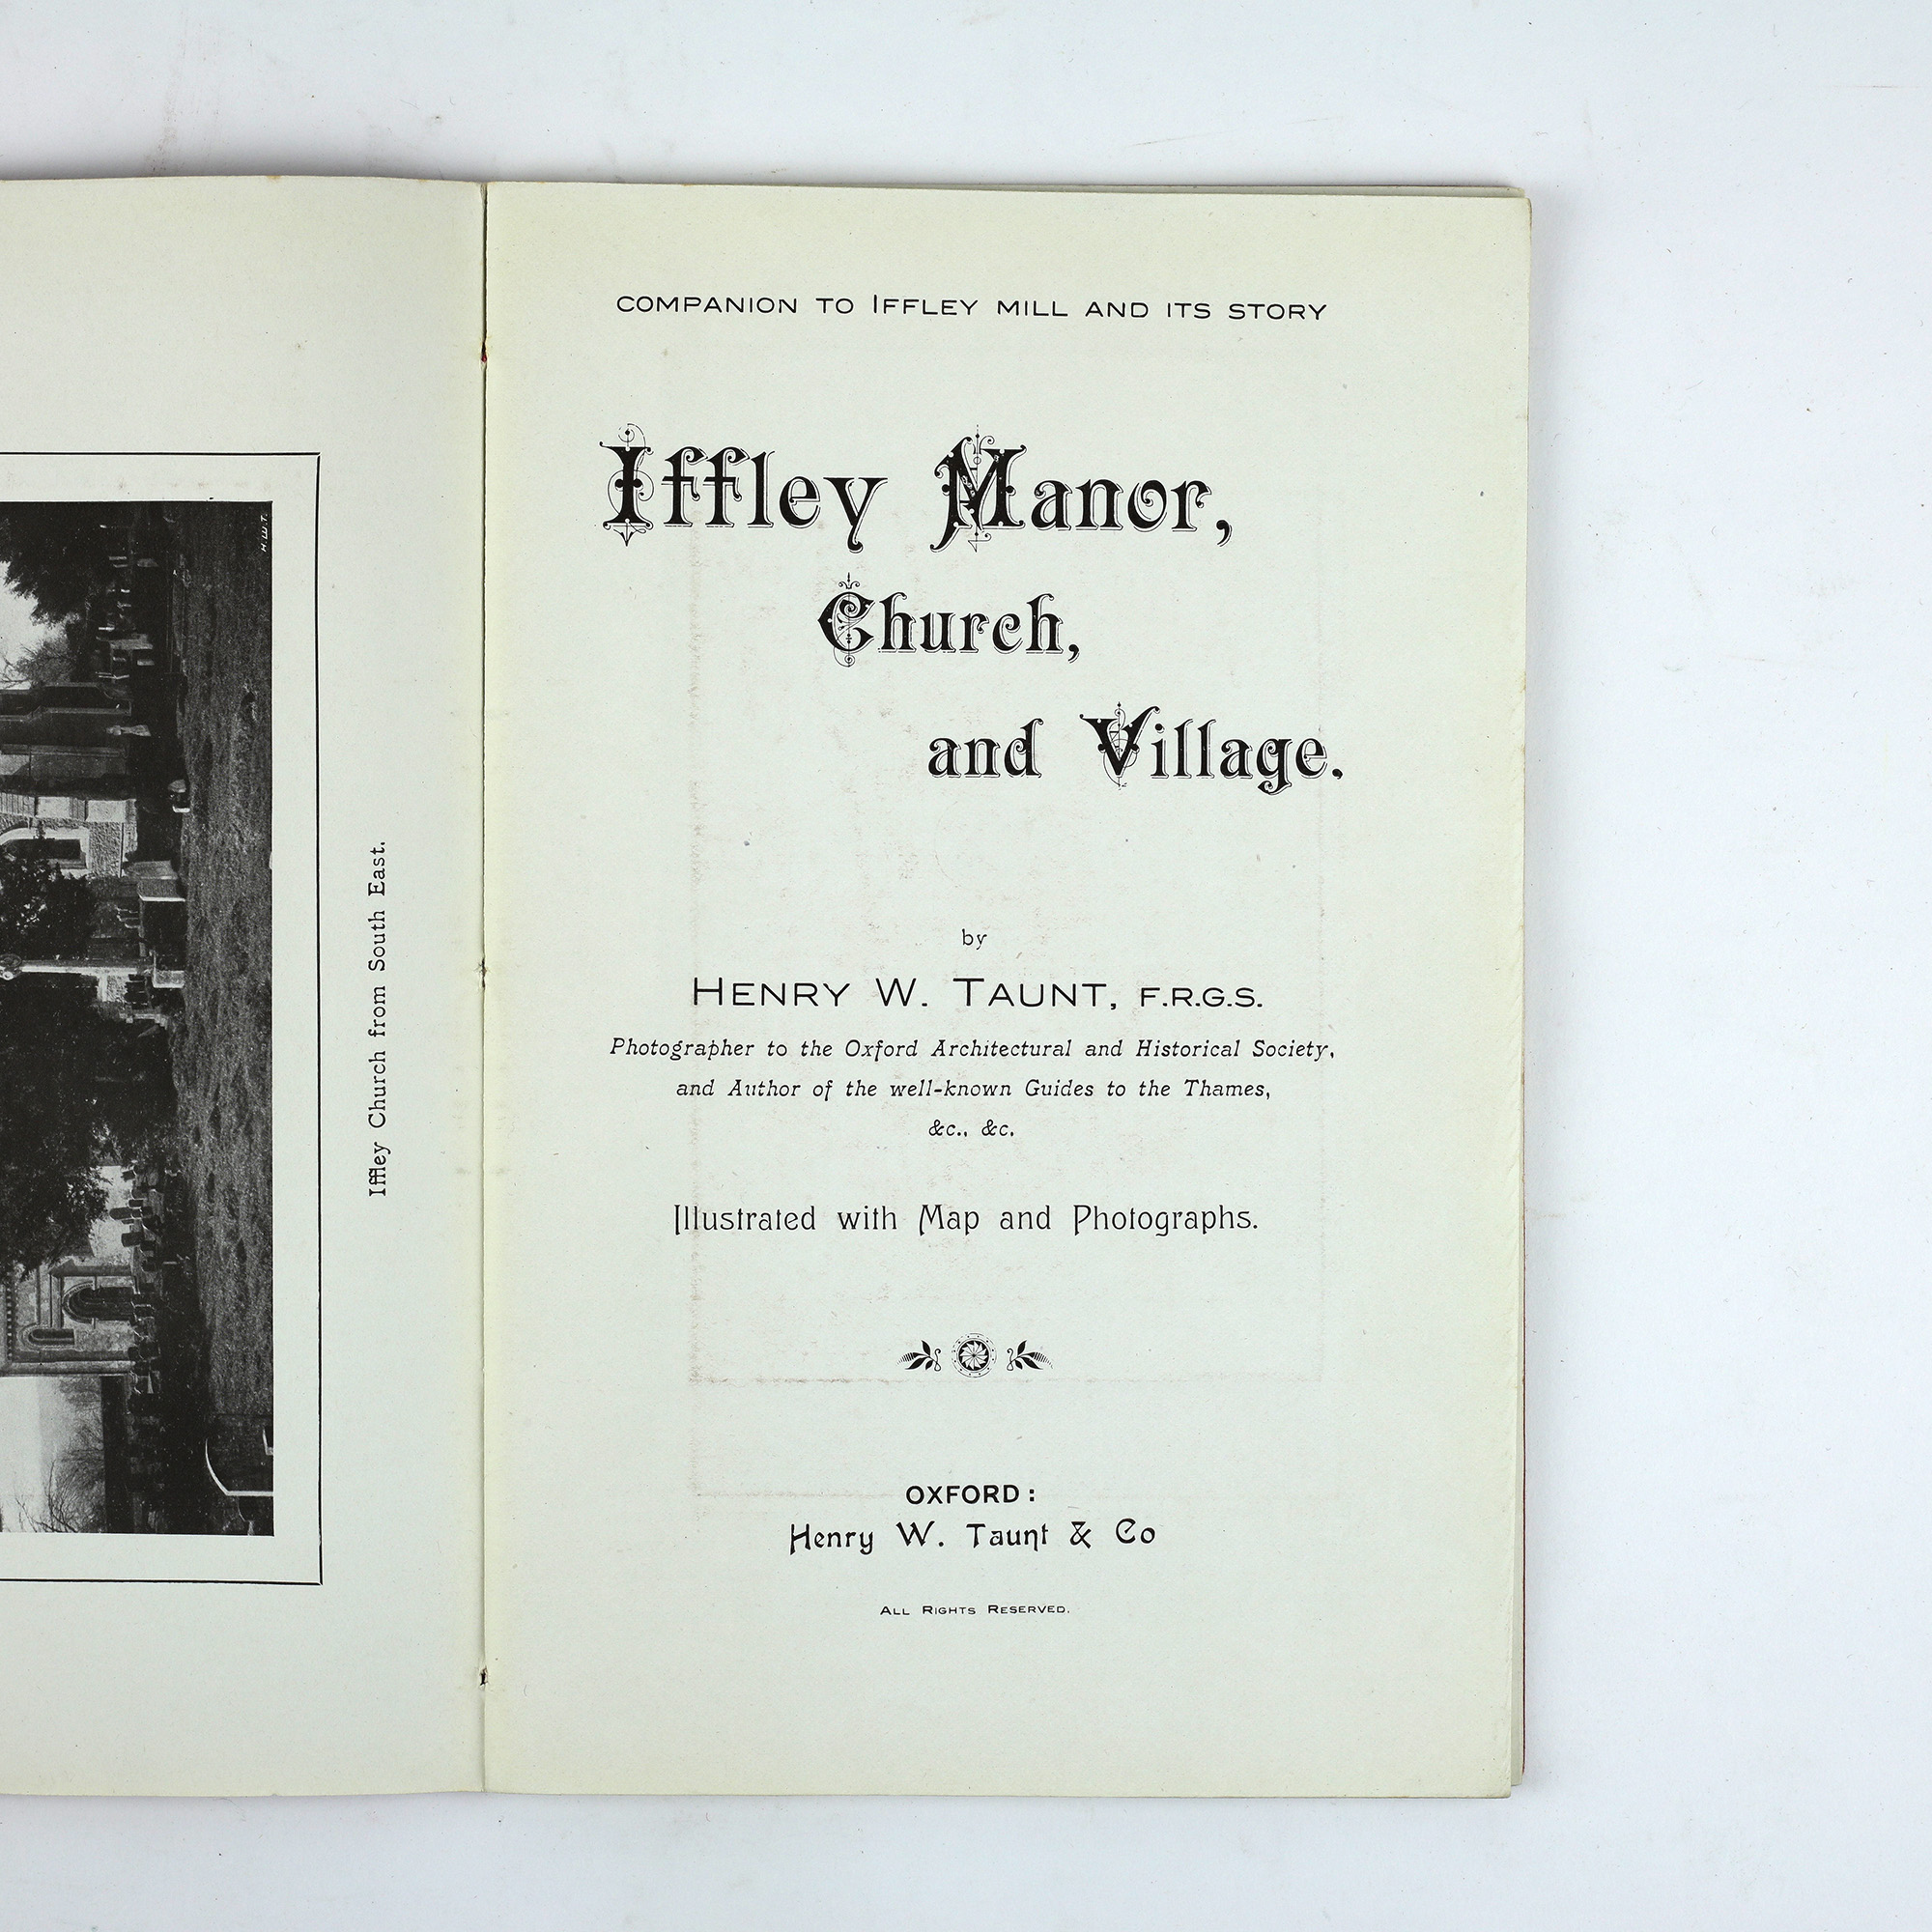 H.W.T.
Iffley Church from South East.
COMPANION TO IFFLEY MILL AND ITS STORY
Iffley Manor,
Church,
and Village.
by
HENRY W. TAUNT, F.R.G.S.
Photographer to the Oxford Architectural and Historical Society,
and Author of the well-known Guides to the Thames,
&c., &c.
Illustrated with Map and Photographs.
OXFORD:
Henry W. Taunt & Co
ALL RIGHTS RESERVED.